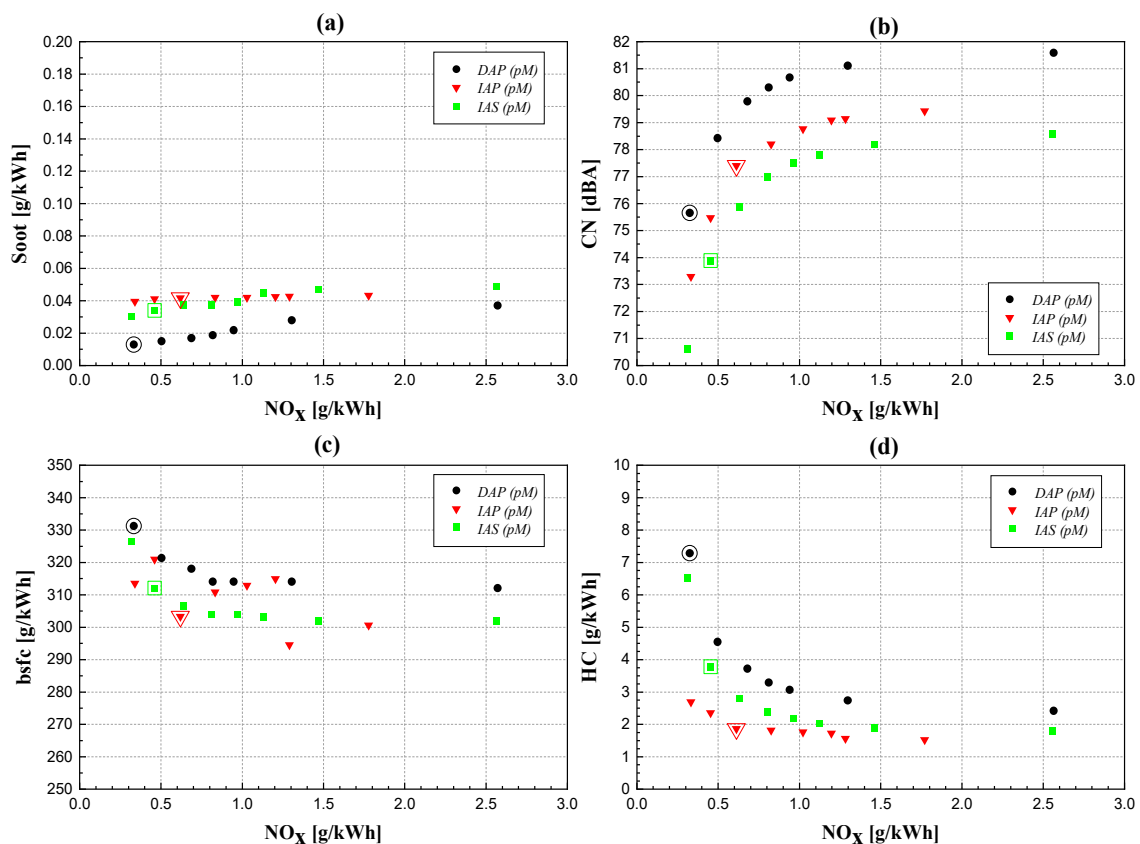 (a)
0.20
0.18
0.16
0.14
0.12
0.10
0.08
0.06
0.04
0.02
0.00
Soot [g/kWh]
DAP (pM)
IAP (pM)
IAS (pM)
0.0 0.5 1.0 1.5 2.0 2.5 3.0
NOX [g/kWh]
(b)
82
81
80
79
78
77
76
75
74
73
72
71
70
CN [dBA]
DAP (pM)
IAP (pM)
IAS (pM)
0.0 0.5 1.0 1.5 2.0 2.5 3.0
NOX [g/kWh]
(c)
350
340
330
320
310
300
290
280
270
260
250
bsfc [g/kWh]
DAP (pM)
IAP (pM)
IAS (pM)
0.0 0.5 1.0 1.5 2.0 2.5 3.0
NOX [g/kWh]
(d)
10
9
8
7
6
5
4
3
2
1
0
HC [g/kWh]
DAP (pM)
IAP (pM)
IAS (pM)
0.0 0.5 1.0 1.5 2.0 2.5 3.0
NOX [g/kWh]